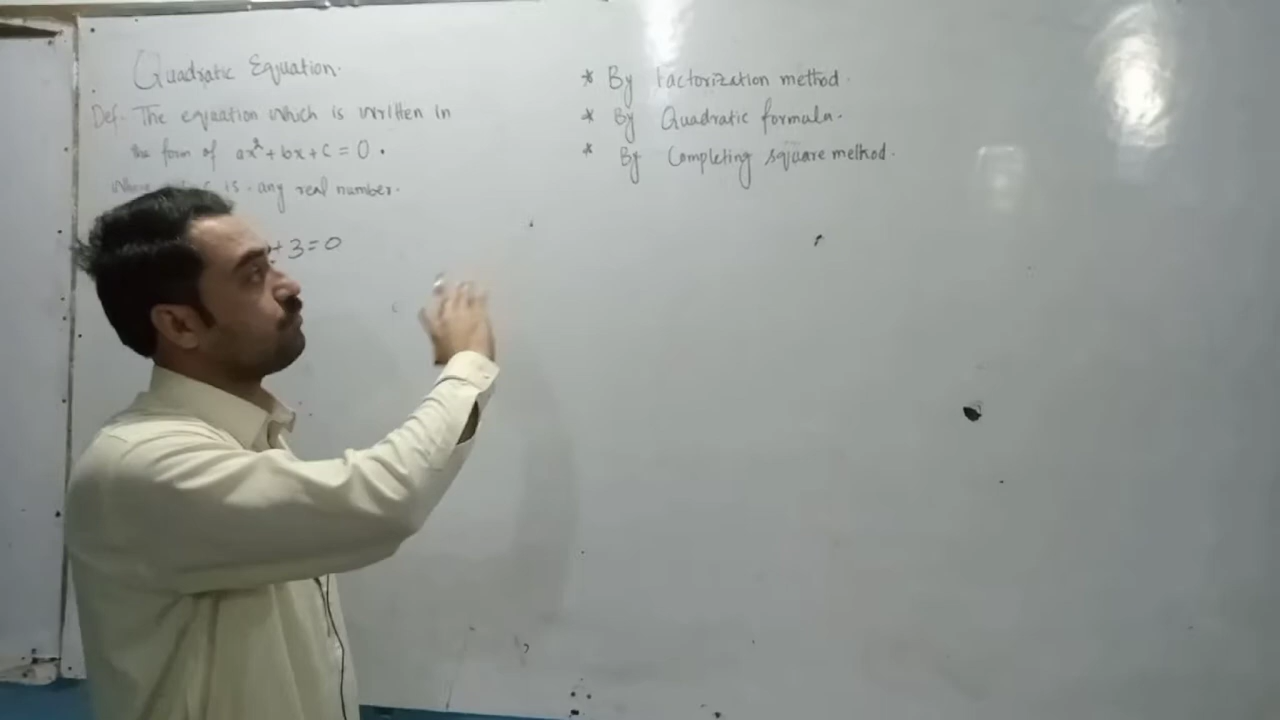 Quadratic Equation.
Def:- The equation which is written in
the form of ax²+bx+c=0.
is any real number.
+3=0
* By factorization method.
* By Quadratic formula.
* By Completing square method.